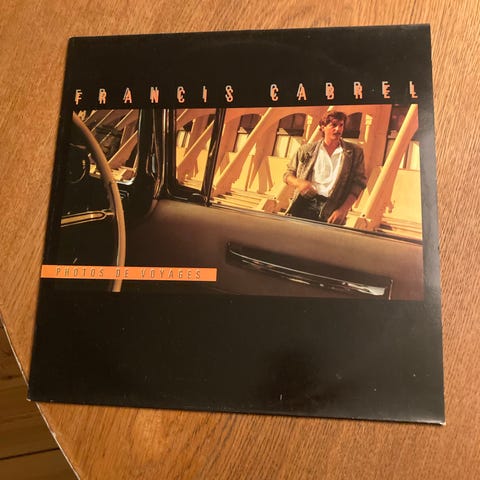 FRANCIS CABREL
PHOTOS DE VOYAGES